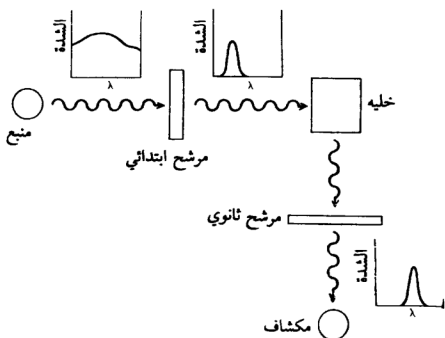 الشدة
λ
الشدة
λ
منبع
مرشح ابتدائي
خليه
مرشح ثانوي
الشدة
λ
مكشاف